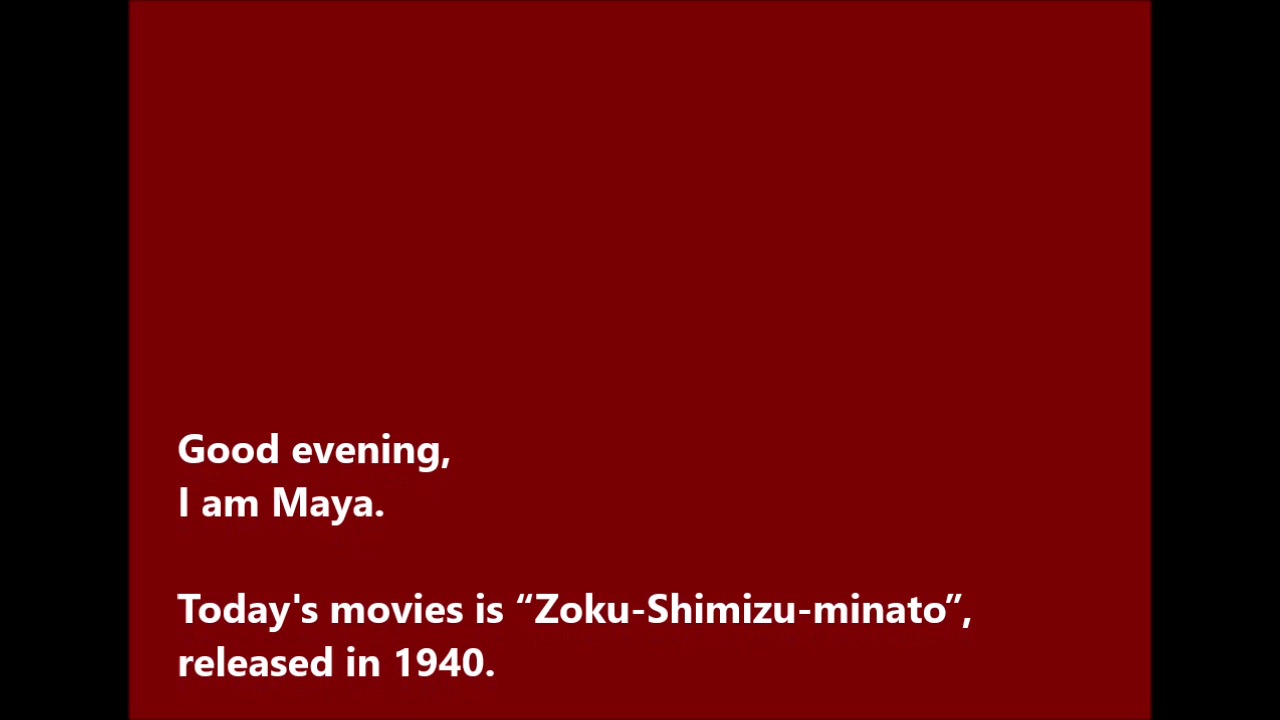 Good evening,
I am Maya.
Today's movies is “Zoku-Shimizu-minato”,
released in 1940.